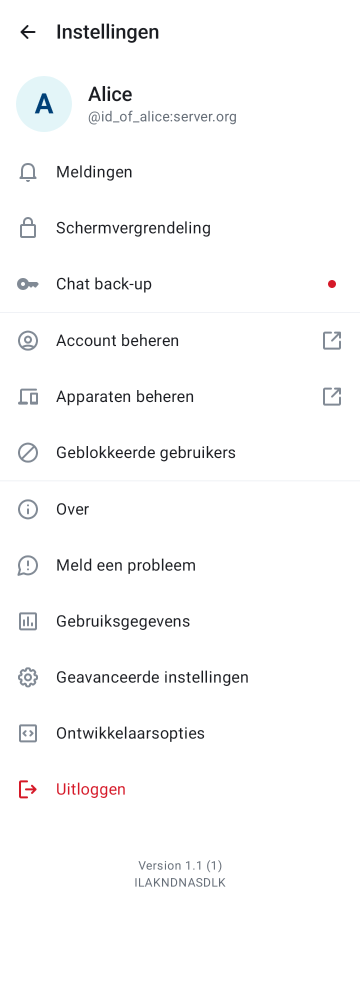 Instellingen
A
Alice
@id_of_alice:server.org
Meldingen
Schermvergrendeling
Chat back-up
Account beheren
Apparaten beheren
Geblokkeerde gebruikers
Over
Meld een probleem
Gebruiksgegevens
Geavanceerde instellingen
Ontwikkelaarsopties
Uitloggen
Version 1.1 (1)
ILAKNDNASDLK